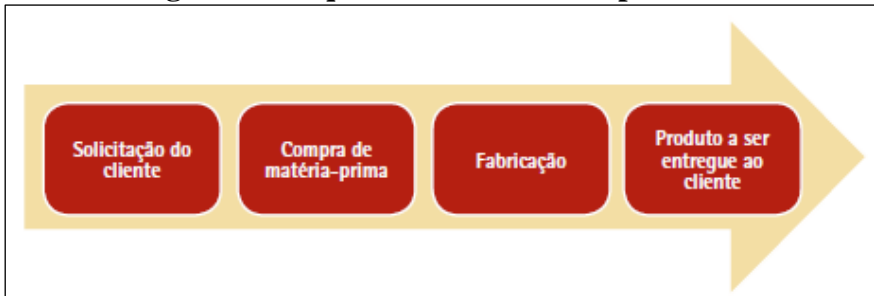 Solicitação do
cliente
Compra de
matéria-prima
Fabricação
Produto a ser
entregue ao
cliente